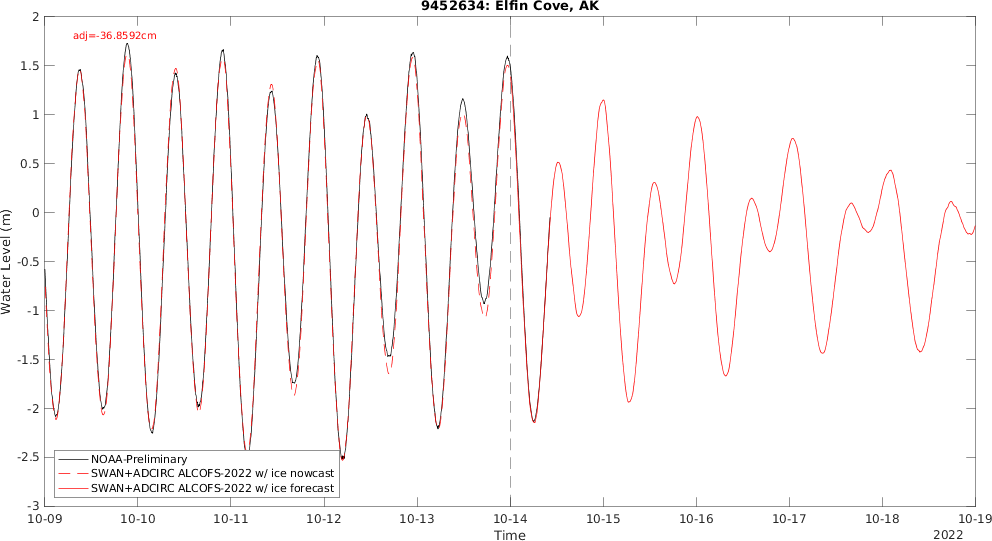 9452634: Elfin Cove, AK
adj=-36.8592cm
2
1.5
1
0.5
0
-0.5
-1
-1.5
-2
-2.5
-3
Water Level (m)
NOAA-Preliminary
SWAN+ADCIRC ALCOFS-2022 w/ ice nowcast
SWAN+ADCIRC ALCOFS-2022 w/ ice forecast
10-09 10-10 10-11 10-12 10-13 10-14 10-15 10-16 10-17 10-18 10-19
Time
2022